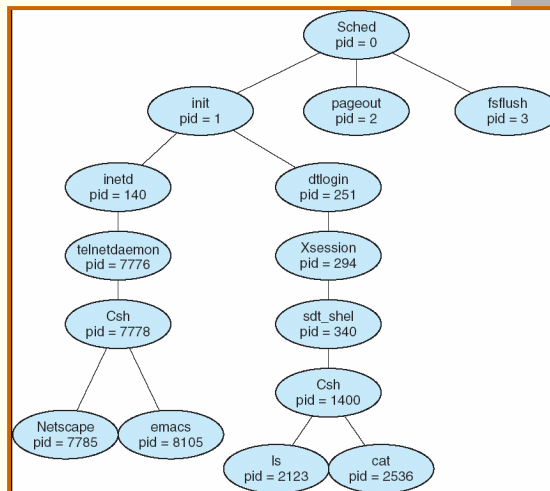 Sched
pid = 0
init
pid = 1
pageout
pid = 2
fsflush
pid = 3
inetd
pid = 140
dtlogin
pid = 251
telnetdaemon
pid = 7776
Xsession
pid = 294
Csh
pid = 7778
sdt_shel
pid = 340
Csh
pid = 1400
Netscape
pid = 7785
emacs
pid = 8105
ls
pid = 2123
cat
pid = 2536